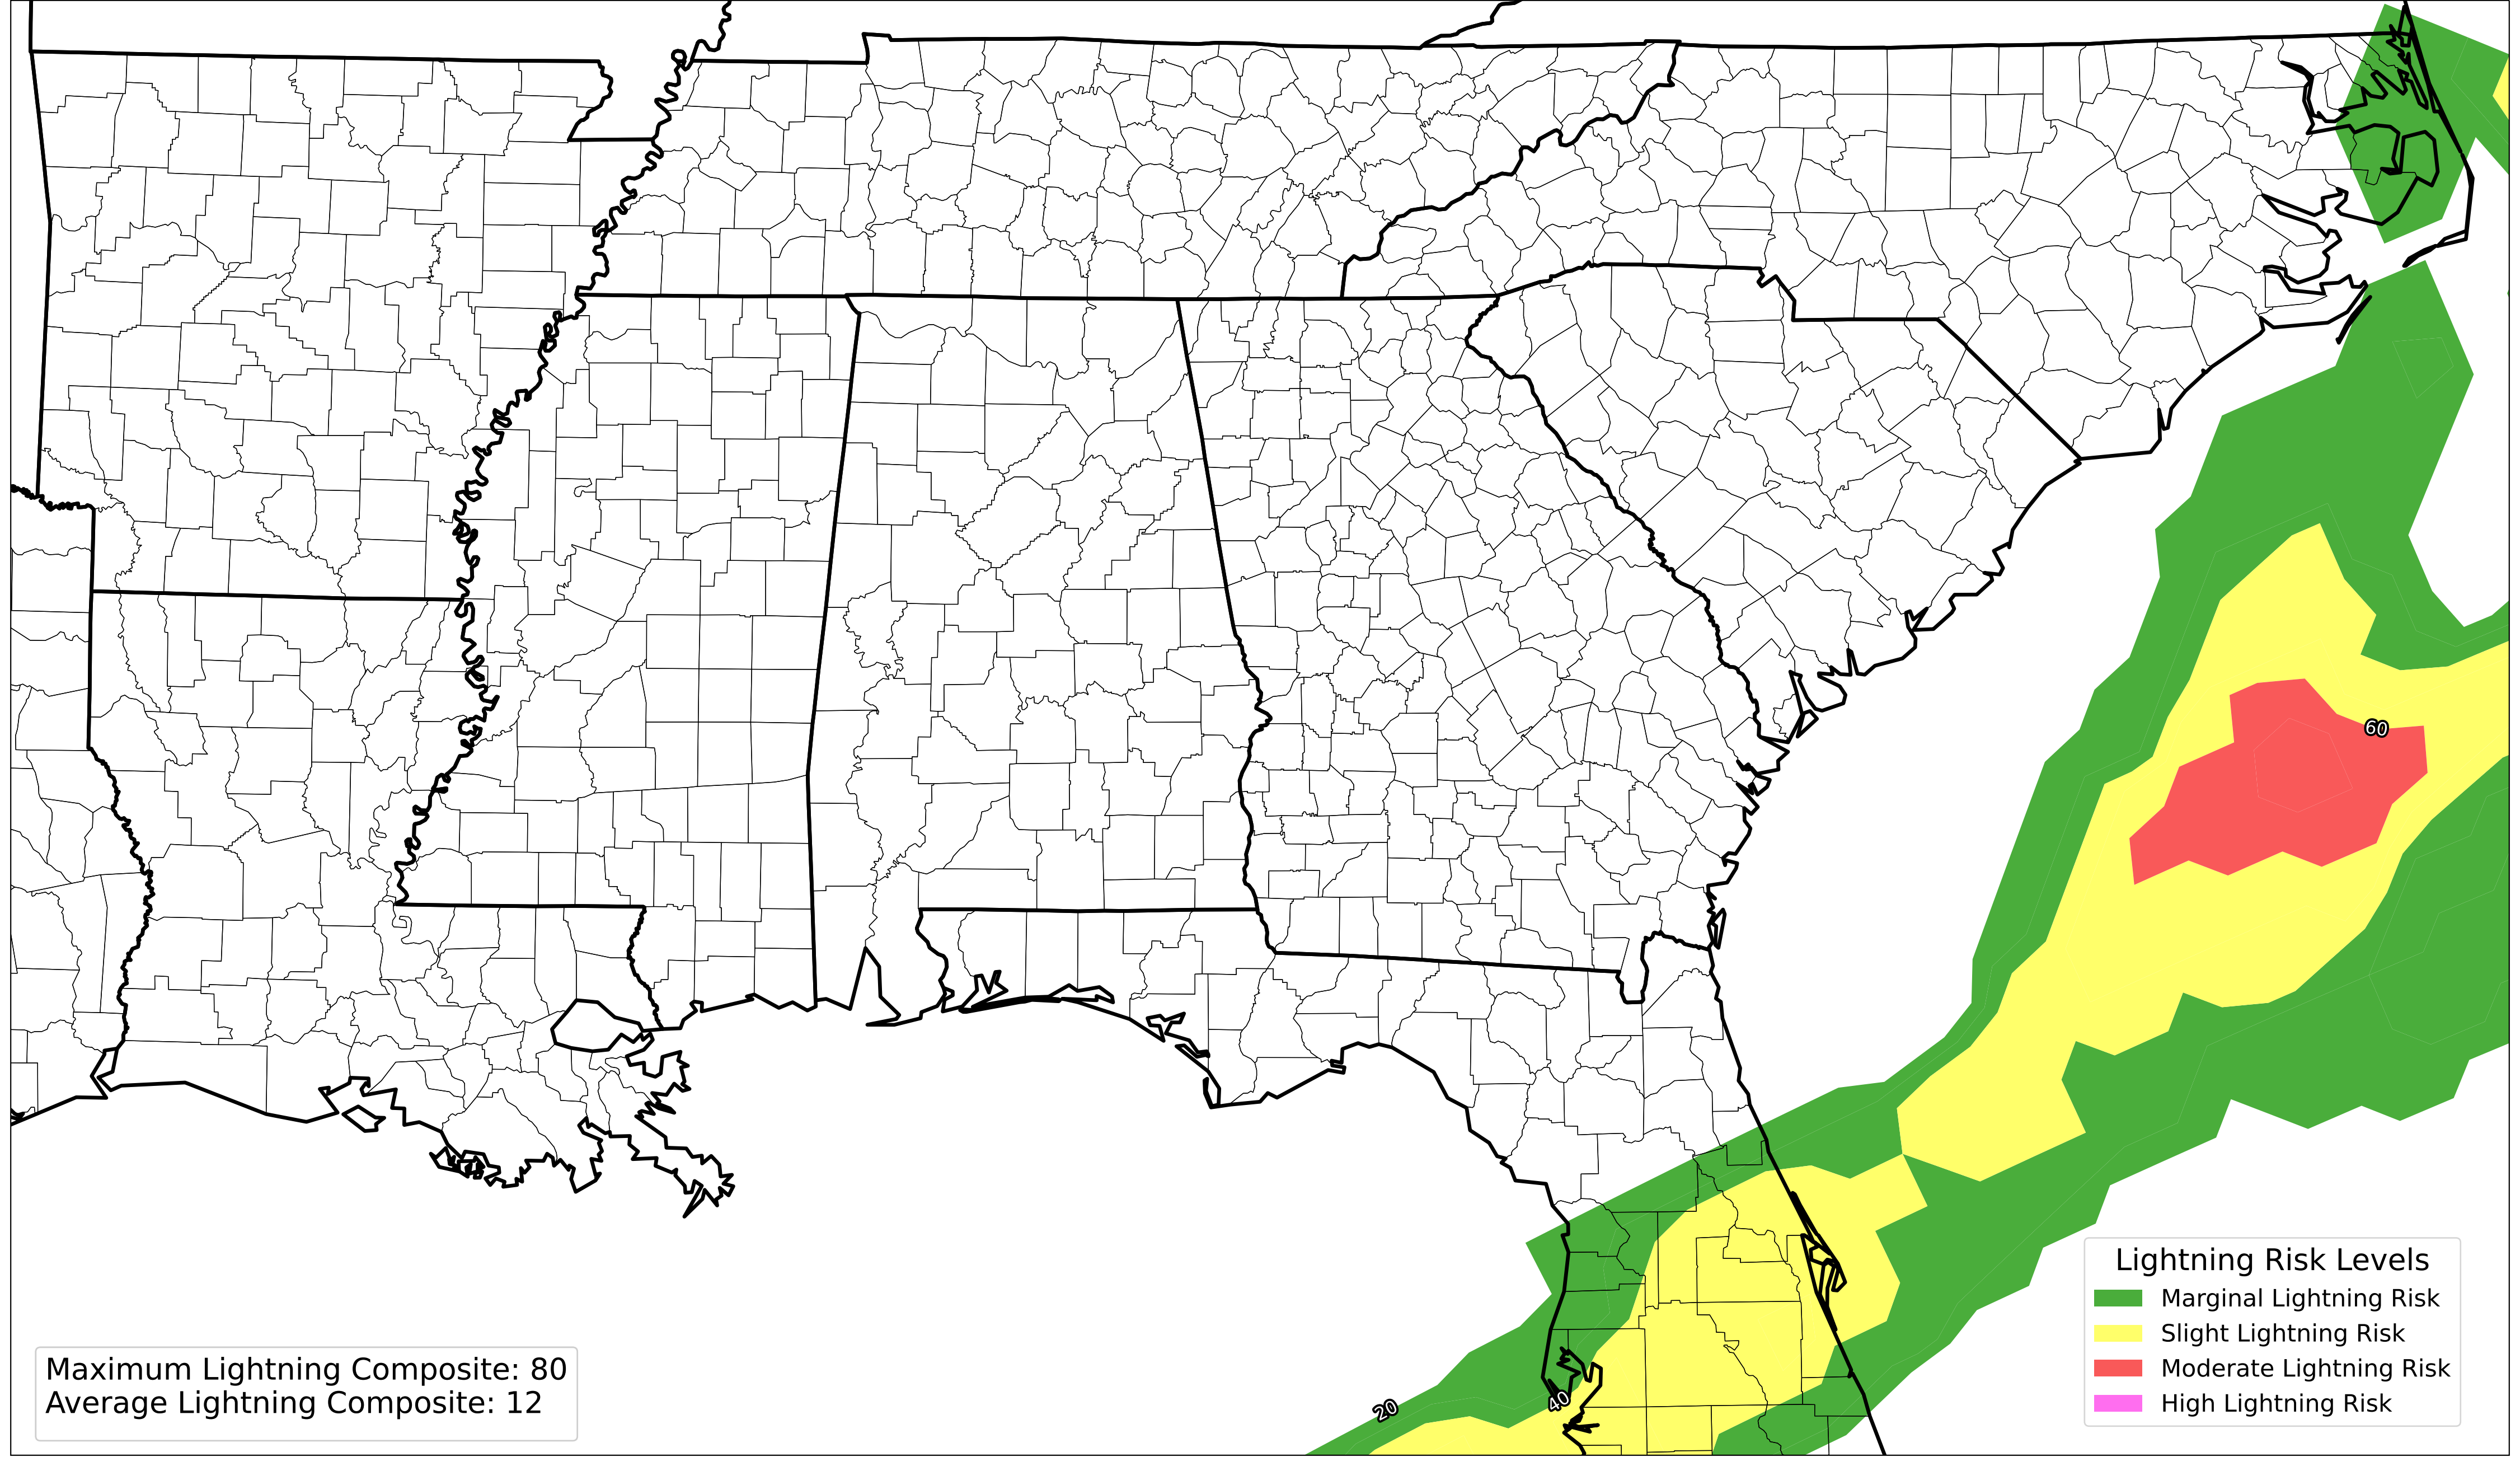 60
Lightning Risk Levels
Marginal Lightning Risk
Slight Lightning Risk
Moderate Lightning Risk
High Lightning Risk
Maximum Lightning Composite: 80
Average Lightning Composite: 12
20
40